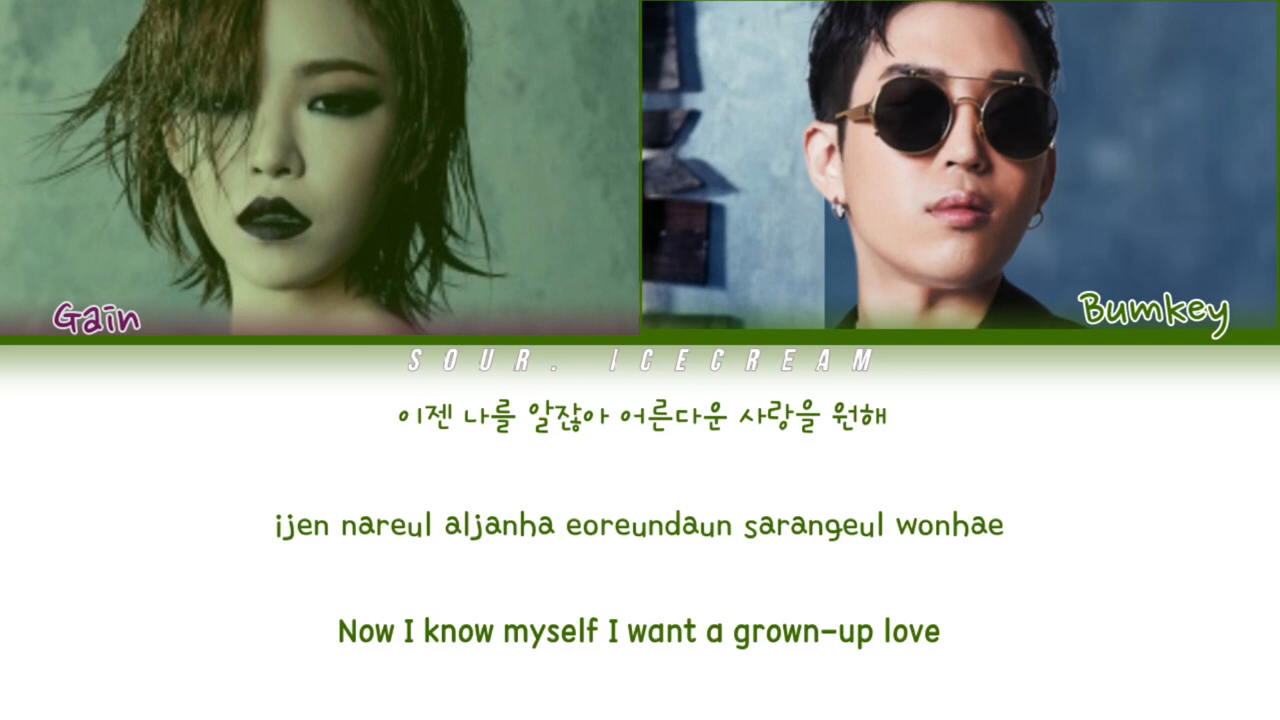 Gain
Bumkey
SOUR. ICECREAM
이젠 나를 알잖아 어른다운 사랑을 원해
ijen nareul aljanha eoreundaun sarangeul wonhae
Now I know myself I want a grown-up love